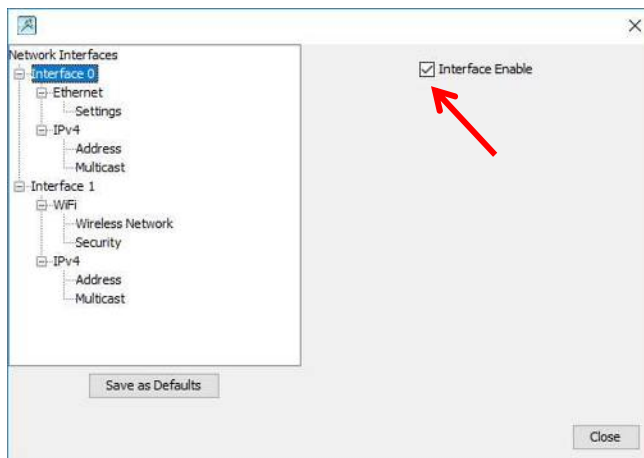 Network Interfaces
Interface 0
Interface Enable
Ethernet
Settings
IPv4
Address
Multicast
Interface 1
WiFi
Wireless Network
Security
IPv4
Address
Multicast
Save as Defaults
Close